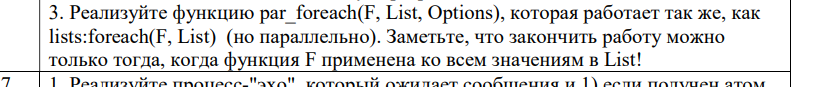 3. Реализуйте функцию par_foreach(F, List, Options), которая работает так же, как
lists:foreach(F, List) (но параллельно). Заметьте, что закончить работу можно
только тогда, когда функция F применена ко всем значениям в List!
7 1. Реализуйте процесс-"эхо", который ожидает сообщения и 1) если получен атом